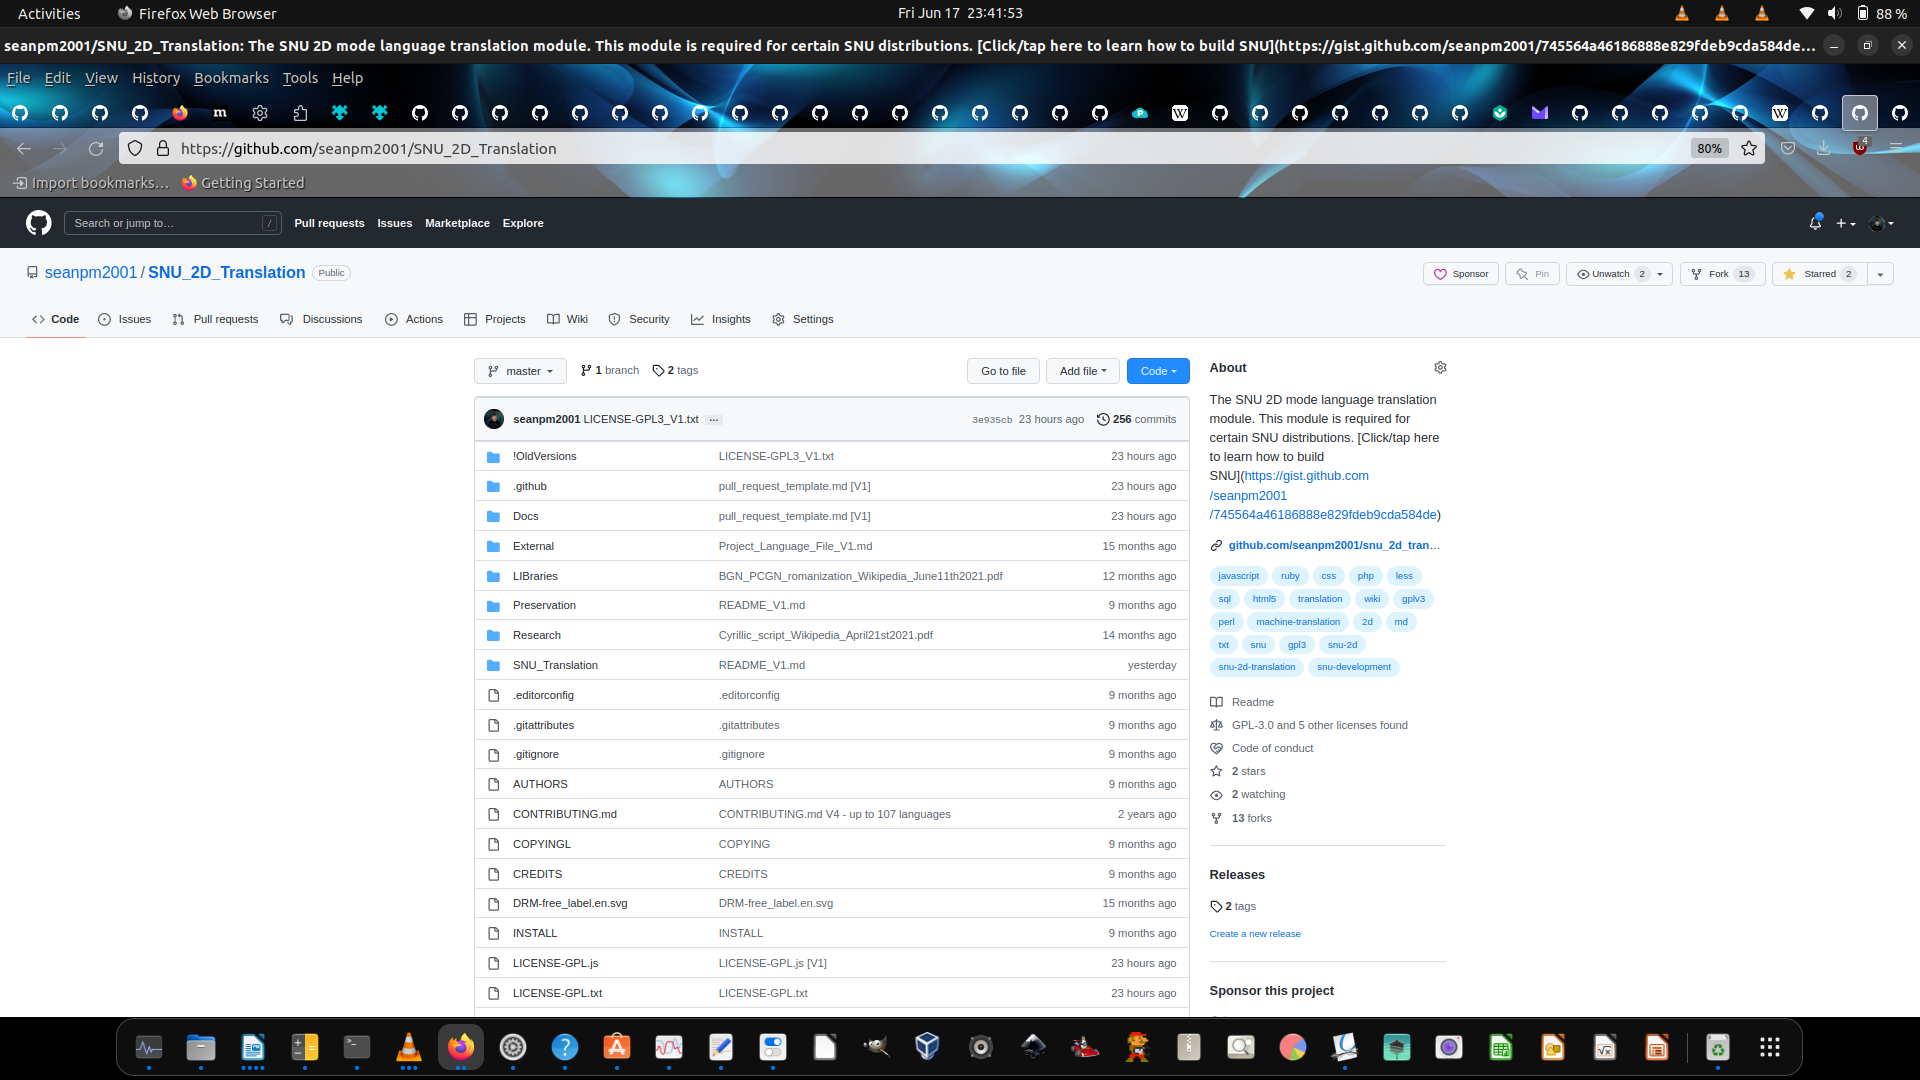 Activities
Firefox Web Browser
Fri Jun 17 23:41:53
88 %
seanpm2001/SNU_2D_Translation: The SNU 2D mode language translation module. This module is required for certain SNU distributions. [Click/tap here to learn how to build SNU](https://gist.github.com/seanpm2001/745564a46186888e829fdeb9cda584de...
File Edit View History Bookmarks Tools Help
https://github.com/seanpm2001/SNU_2D_Translation
80%
4
Import bookmarks...
Getting Started
Search or jump to...
/
Pull requests Issues Marketplace Explore
seanpm2001 / SNU_2D_Translation Public
Sponsor
Pin
Unwatch 2
Fork 13
Starred 2
Code Issues Pull requests Discussions Actions Projects Wiki Security Insights Settings
master
1 branch
2 tags
Go to file
Add file
Code
seanpm2001 LICENSE-GPL3_V1.txt ...
3e935cb 23 hours ago
256 commits
!OldVersions LICENSE-GPL3_V1.txt 23 hours ago
.github pull_request_template.md [V1] 23 hours ago
Docs pull_request_template.md [V1] 23 hours ago
External Project_Language_File_V1.md 15 months ago
LIBraries BGN_PCGN_romanization_Wikipedia_June11th2021.pdf 12 months ago
Preservation README_V1.md 9 months ago
Research Cyrillic_script_Wikipedia_April21st2021.pdf 14 months ago
SNU_Translation README_V1.md yesterday
.editorconfig .editorconfig 9 months ago
.gitattributes .gitattributes 9 months ago
.gitignore .gitignore 9 months ago
AUTHORS AUTHORS 9 months ago
CONTRIBUTING.md CONTRIBUTING.md V4 - up to 107 languages 2 years ago
COPYINGL COPYING 9 months ago
CREDITS CREDITS 9 months ago
DRM-free_label.en.svg DRM-free_label.en.svg 15 months ago
INSTALL INSTALL 9 months ago
LICENSE-GPL.js LICENSE-GPL.js [V1] 23 hours ago
LICENSE-GPL.txt LICENSE-GPL.txt 23 hours ago
About
The SNU 2D mode language translation
module. This module is required for
certain SNU distributions. [Click/tap here
to learn how to build
SNU](https://gist.github.com
/seanpm2001
/745564a46186888e829fdeb9cda584de)
github.com/seanpm2001/snu_2d_tran...
javascript ruby css php less
sql html5 translation wiki gplv3
perl machine-translation 2d md
txt snu gpl3 snu-2d
snu-2d-translation snu-development
Readme
GPL-3.0 and 5 other licenses found
Code of conduct
2 stars
2 watching
13 forks
Releases
2 tags
Create a new release
Sponsor this project